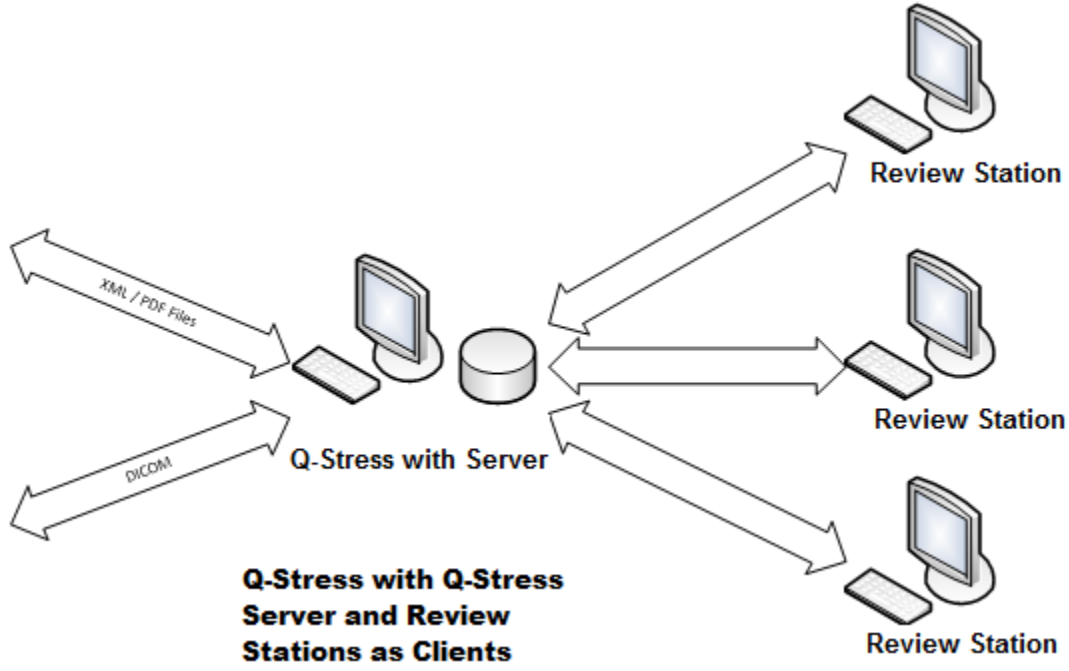 Review Station
XML / PDF Files
Review Station
Q-Stress with Server
DICOM
Q-Stress with Q-Stress
Server and Review
Stations as Clients
Review Station